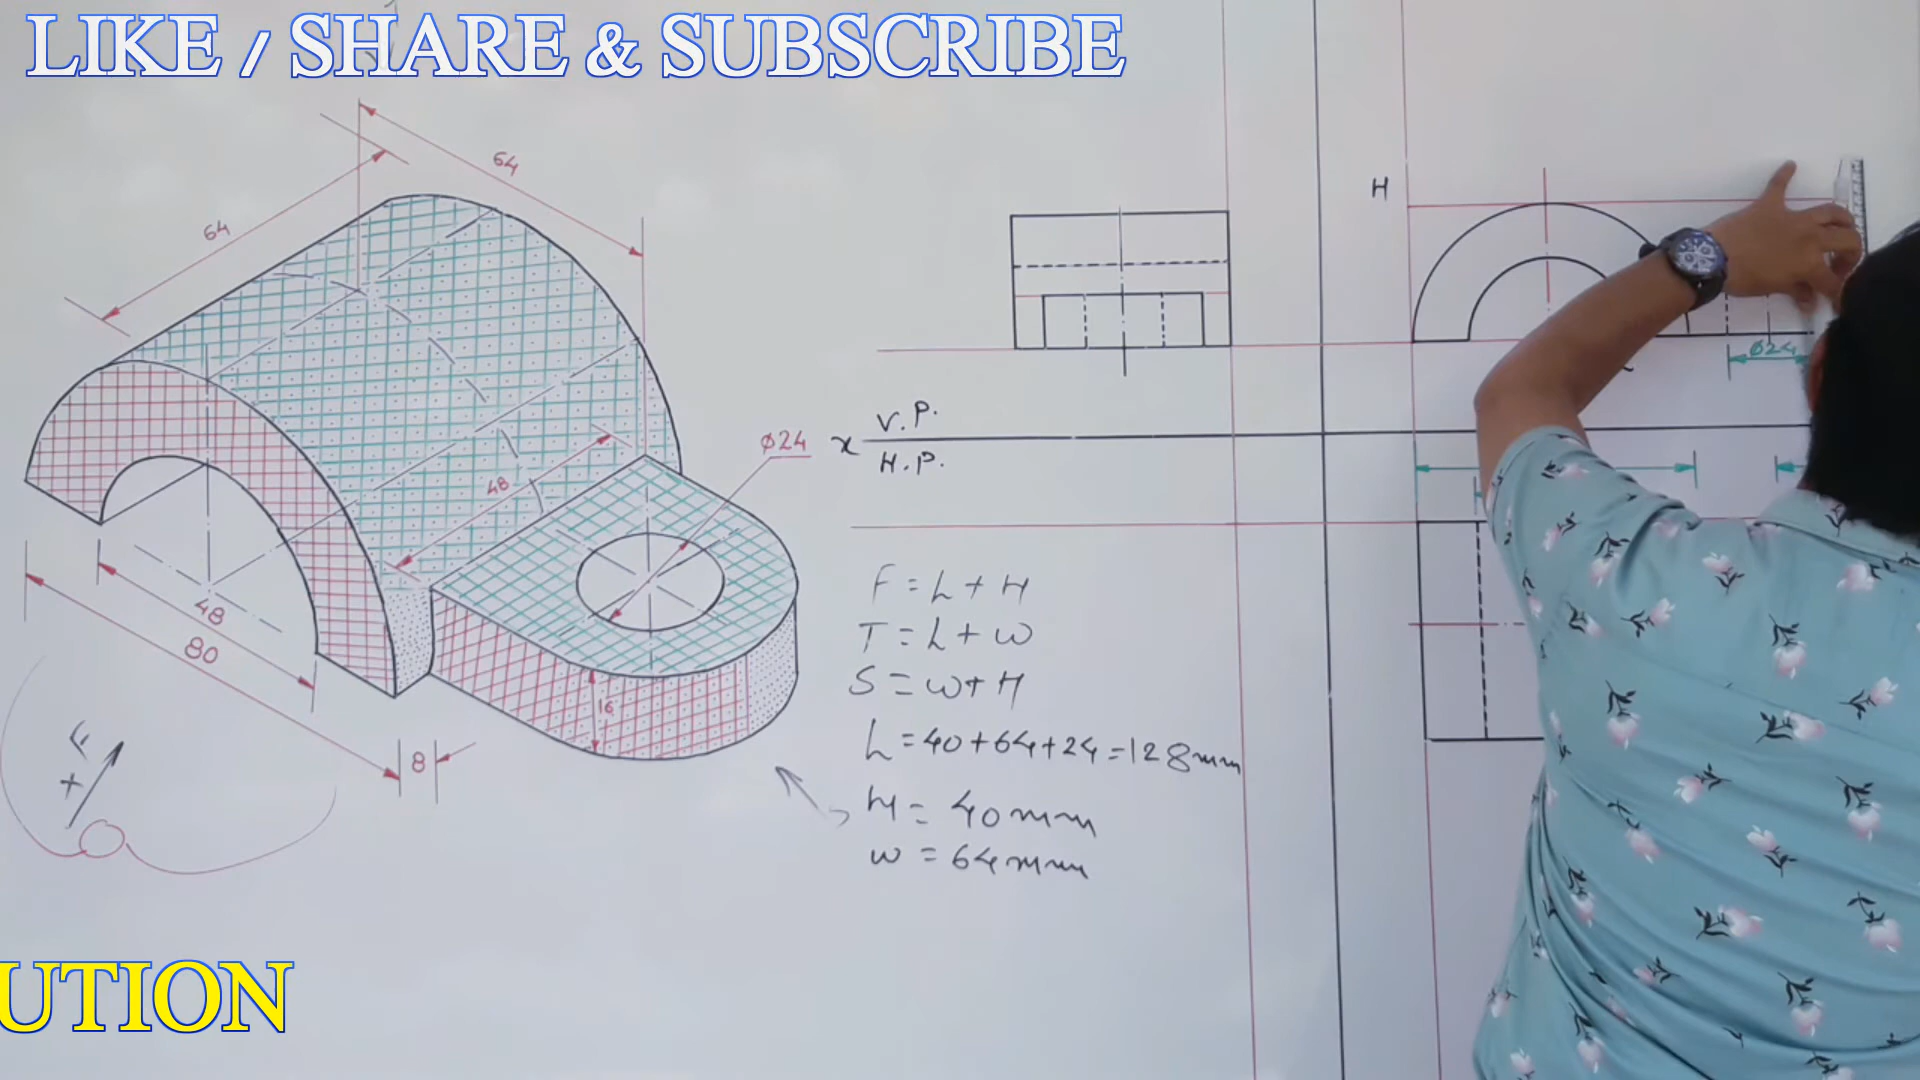 LIKE / SHARE & SUBSCRIBE
64
64
H
Ø24
V.P.
x
H.P.
Ø24
48
F = L + H
T = L + W
S = W + H
L = 40 + 64 + 24 = 128mm
H = 40mm
W = 64mm
48
80
16
8
F
x
UTION